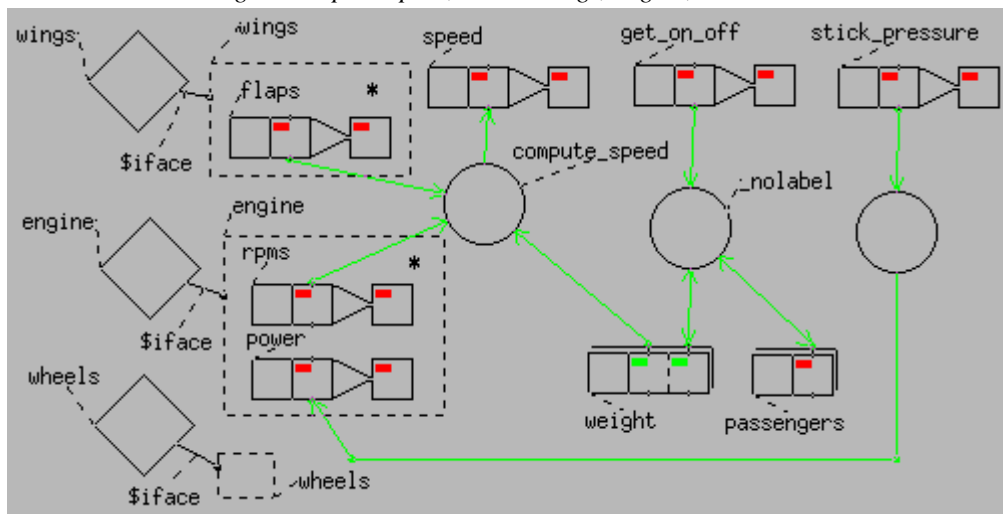 wings
wings
speed
get_on_off
stick_pressure
flaps
*
$iface
compute_speed
_nolabel
engine
engine
rpms
*
$iface
power
wheels
weight
passengers
$iface
wheels